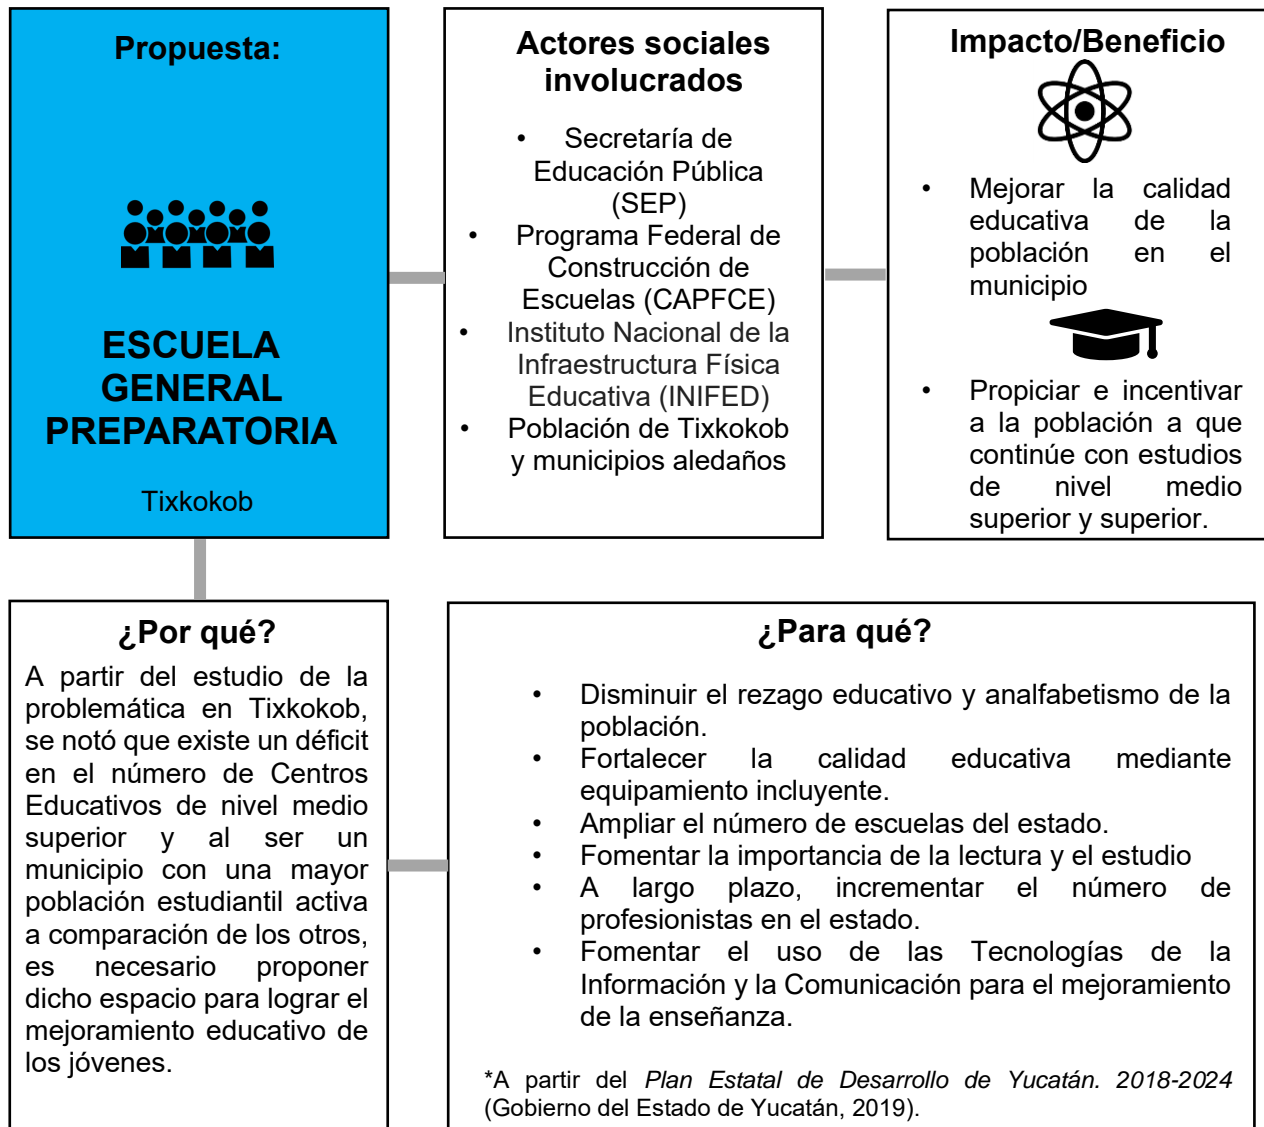 Propuesta:
ESCUELA
GENERAL
PREPARATORIA
Tixkokob
Actores sociales
involucrados
• Secretaría de
Educación Pública
(SEP)
• Programa Federal de
Construcción de
Escuelas (CAPFCE)
• Instituto Nacional de la
Infraestructura Física
Educativa (INIFED)
• Población de Tixkokob
y municipios aledaños
Impacto/Beneficio
• Mejorar la calidad
educativa de la
población en el
municipio
• Propiciar e incentivar
a la población a que
continúe con estudios
de nivel medio
superior y superior.
¿Por qué?
A partir del estudio de la
problemática en Tixkokob,
se notó que existe un déficit
en el número de Centros
Educativos de nivel medio
superior y al ser un
municipio con una mayor
población estudiantil activa
a comparación de los otros,
es necesario proponer
dicho espacio para lograr el
mejoramiento educativo de
los jóvenes.
¿Para qué?
• Disminuir el rezago educativo y analfabetismo de la
población.
• Fortalecer la calidad educativa mediante
equipamiento incluyente.
• Ampliar el número de escuelas del estado.
• Fomentar la importancia de la lectura y el estudio
• A largo plazo, incrementar el número de
profesionistas en el estado.
• Fomentar el uso de las Tecnologías de la
Información y la Comunicación para el mejoramiento
de la enseñanza.
*A partir del Plan Estatal de Desarrollo de Yucatán. 2018-2024
(Gobierno del Estado de Yucatán, 2019).